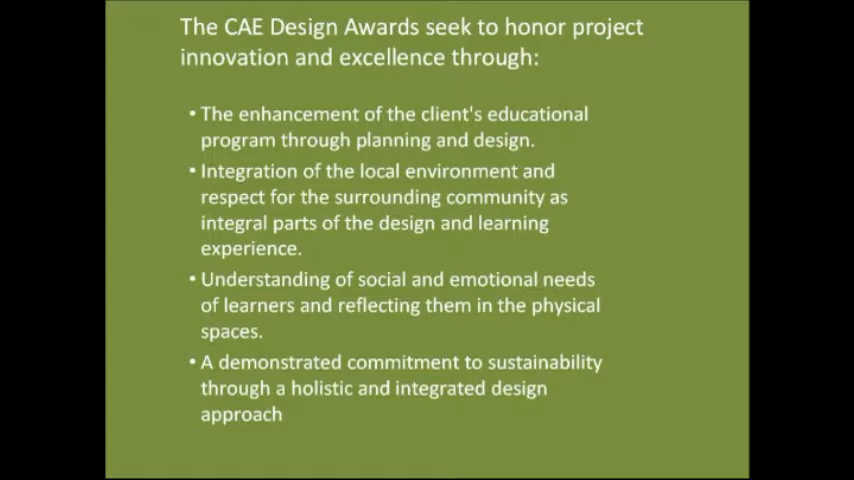 The CAE Design Awards seek to honor project
innovation and excellence through:
• The enhancement of the client's educational
program through planning and design.
• Integration of the local environment and
respect for the surrounding community as
integral parts of the design and learning
experience.
• Understanding of social and emotional needs
of learners and reflecting them in the physical
spaces.
• A demonstrated commitment to sustainability
through a holistic and integrated design
approach